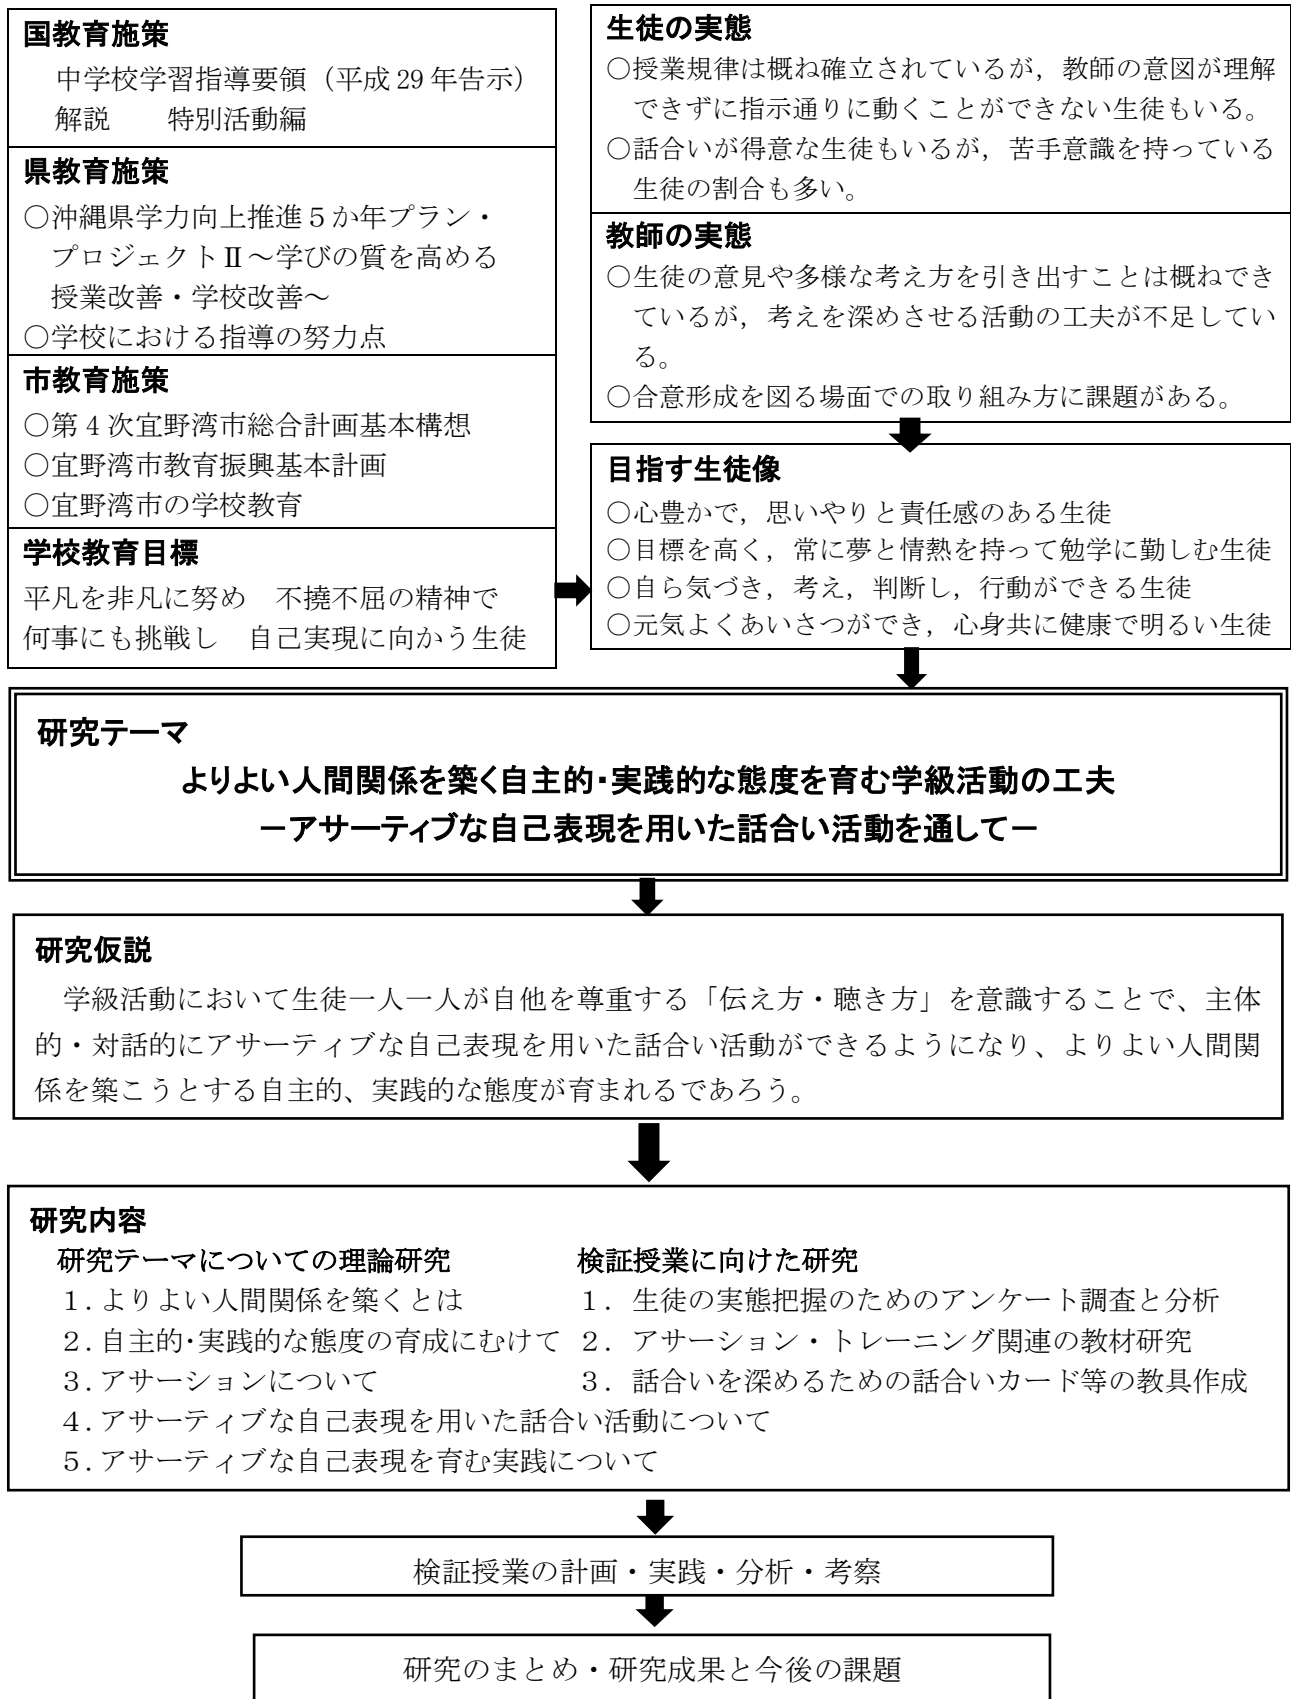 国教育施策
中学校学習指導要領（平成 29 年告示）
解説　　特別活動編
県教育施策
○沖縄県学力向上推進５か年プラン・
プロジェクトⅡ～学びの質を高める
授業改善・学校改善～
○学校における指導の努力点
市教育施策
○第 4 次宜野湾市総合計画基本構想
○宜野湾市教育振興基本計画
○宜野湾市の学校教育
学校教育目標
平凡を非凡に努め　不撓不屈の精神で
何事にも挑戦し　自己実現に向かう生徒
生徒の実態
○授業規律は概ね確立されているが，教師の意図が理解
できずに指示通りに動くことができない生徒もいる。
○話合いが得意な生徒もいるが，苦手意識を持っている
生徒の割合も多い。
教師の実態
○生徒の意見や多様な考え方を引き出すことは概ねでき
ているが，考えを深めさせる活動の工夫が不足してい
る。
○合意形成を図る場面での取り組み方に課題がある。
目指す生徒像
○心豊かで，思いやりと責任感のある生徒
○目標を高く，常に夢と情熱を持って勉学に勤しむ生徒
○自ら気づき，考え，判断し，行動ができる生徒
○元気よくあいさつができ，心身共に健康で明るい生徒
研究テーマ
よりよい人間関係を築く自主的・実践的な態度を育む学級活動の工夫
－アサーティブな自己表現を用いた話合い活動を通して－
研究仮説
学級活動において生徒一人一人が自他を尊重する「伝え方・聴き方」を意識することで、主体
的・対話的にアサーティブな自己表現を用いた話合い活動ができるようになり、よりよい人間関
係を築こうとする自主的、実践的な態度が育まれるであろう。
研究内容
研究テーマについての理論研究
１．よりよい人間関係を築くとは
２．自主的・実践的な態度の育成にむけて
３．アサーションについて
４．アサーティブな自己表現を用いた話合い活動について
５．アサーティブな自己表現を育む実践について
検証授業に向けた研究
１．生徒の実態把握のためのアンケート調査と分析
２．アサーション・トレーニング関連の教材研究
３．話合いを深めるための話合いカード等の教具作成
検証授業の計画・実践・分析・考察
研究のまとめ・研究成果と今後の課題